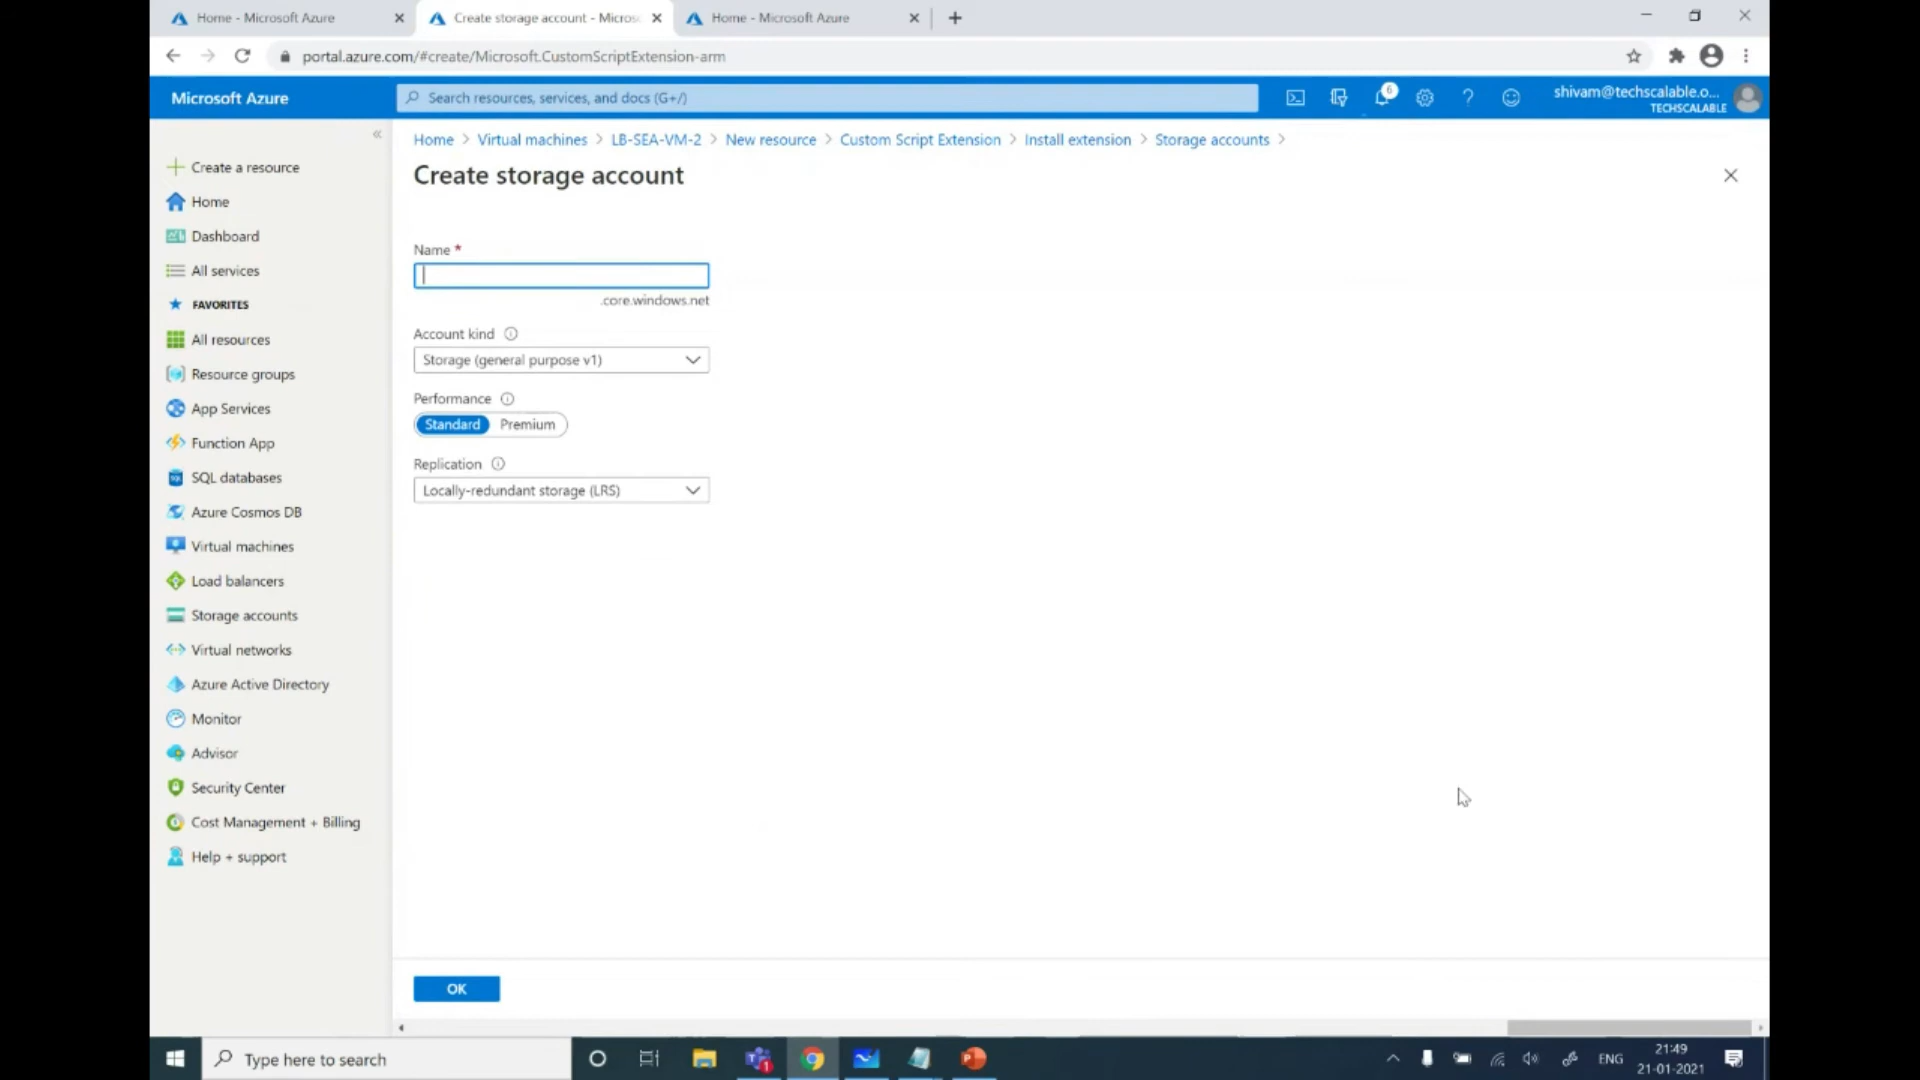 Home - Microsoft Azure
Create storage account - Micros
Home - Microsoft Azure
portal.azure.com/#create/Microsoft.CustomScriptExtension-arm
Microsoft Azure
Search resources, services, and docs (G+/)
6
shivam@techscalable.o...
TECHSCALABLE
Home > Virtual machines > LB-SEA-VM-2 > New resource > Custom Script Extension > Install extension > Storage accounts >
Create storage account
Create a resource
Home
Dashboard
All services
FAVORITES
All resources
Resource groups
App Services
Function App
SQL databases
Azure Cosmos DB
Virtual machines
Load balancers
Storage accounts
Virtual networks
Azure Active Directory
Monitor
Advisor
Security Center
Cost Management + Billing
Help + support
Name *
.core.windows.net
Account kind
Storage (general purpose v1)
Performance
Standard Premium
Replication
Locally-redundant storage (LRS)
OK
Type here to search
1
ENG
21:49
21-01-2021